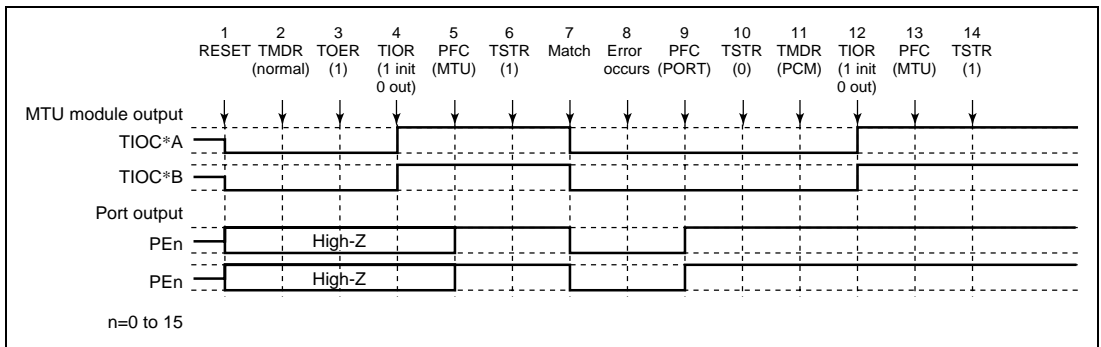 1 2 3 4 5 6 7 8 9 10 11 12 13 14
RESET TMDR TOER TIOR PFC TSTR Match Error PFC TSTR TMDR TIOR PFC TSTR
(normal) (1) (1 init (MTU) (1) occurs (PORT) (0) (PCM) (1 init (MTU) (1)
0 out) 0 out)
MTU module output
TIOC*A
TIOC*B
Port output
PEn High-Z
PEn High-Z
n=0 to 15